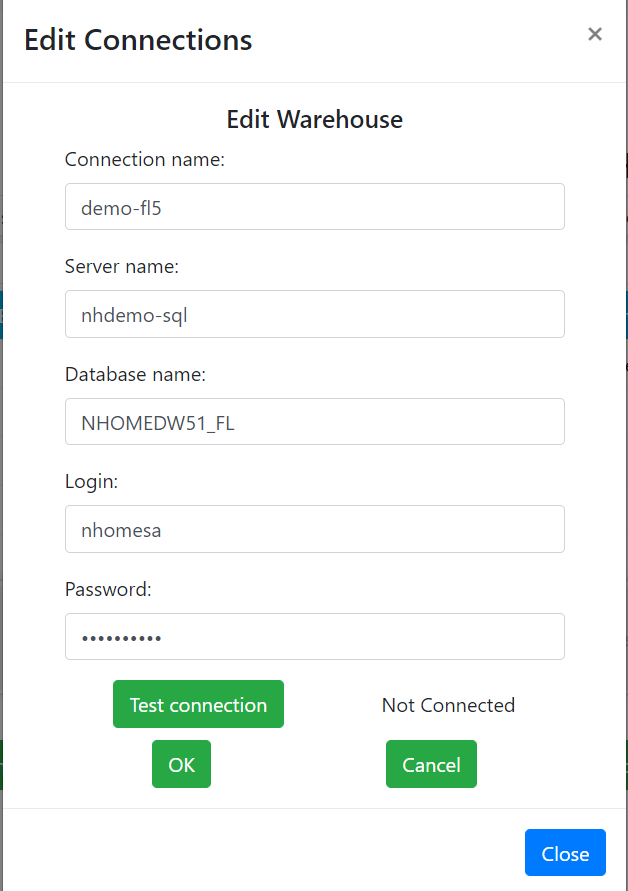 Edit Connections ×
Edit Warehouse
Connection name:
demo-fl5
Server name:
nhdemo-sql
Database name:
NHOMEDW51_FL
Login:
nhomesa
Password:
••••••••••
Test connection Not Connected
OK Cancel
Close